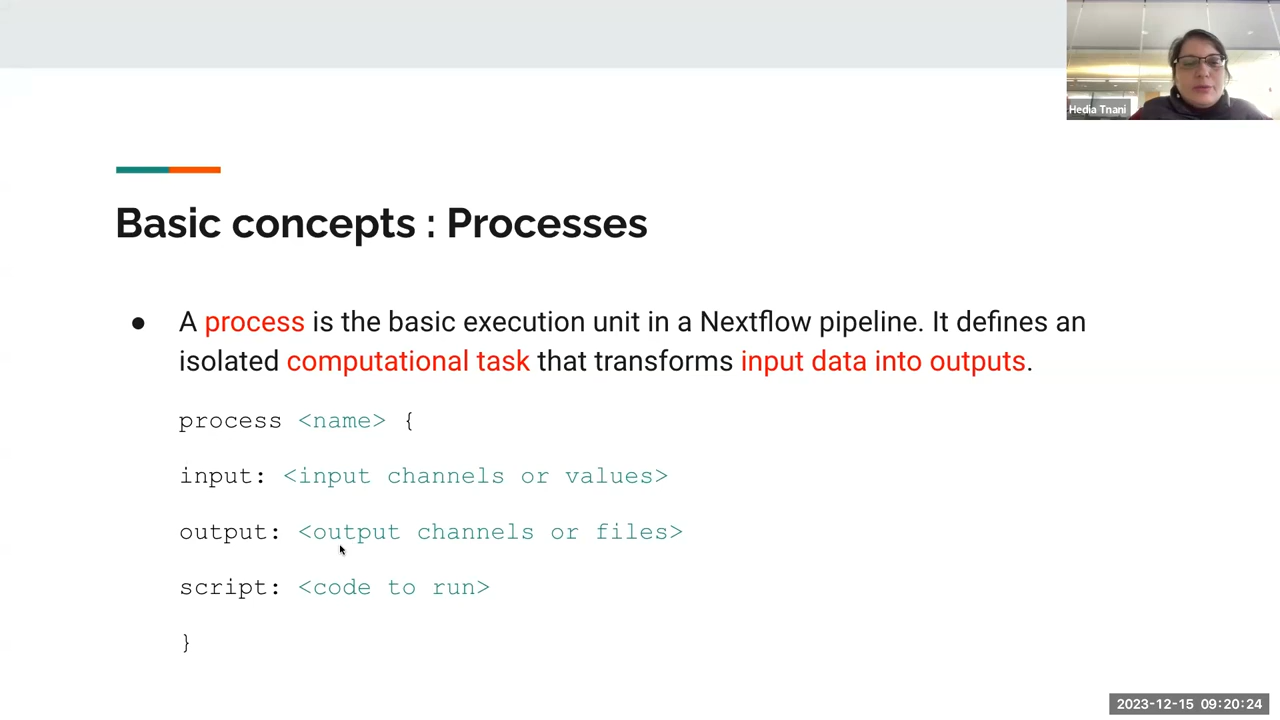 Hedia Tnani
Basic concepts : Processes
● A process is the basic execution unit in a Nextflow pipeline. It defines an
isolated computational task that transforms input data into outputs.
process <name> {
input: <input channels or values>
output: <output channels or files>
script: <code to run>
}
2023-12-15 09:20:24